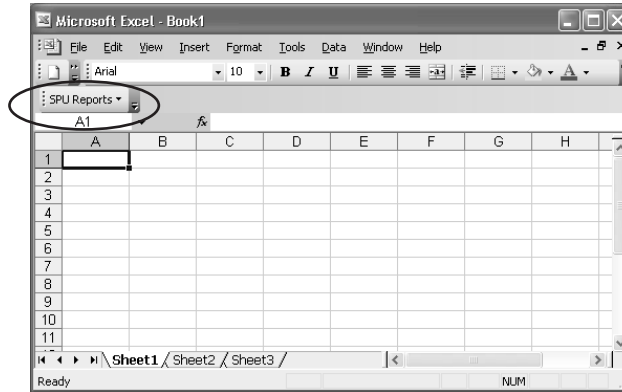 Microsoft Excel - Book1
File Edit View Insert Format Tools Data Window Help
Arial 10 B I U A
SPU Reports
A1 fx
A B C D E F G H
1
2
3
4
5
6
7
8
9
10
11
Sheet1 Sheet2 Sheet3
Ready NUM